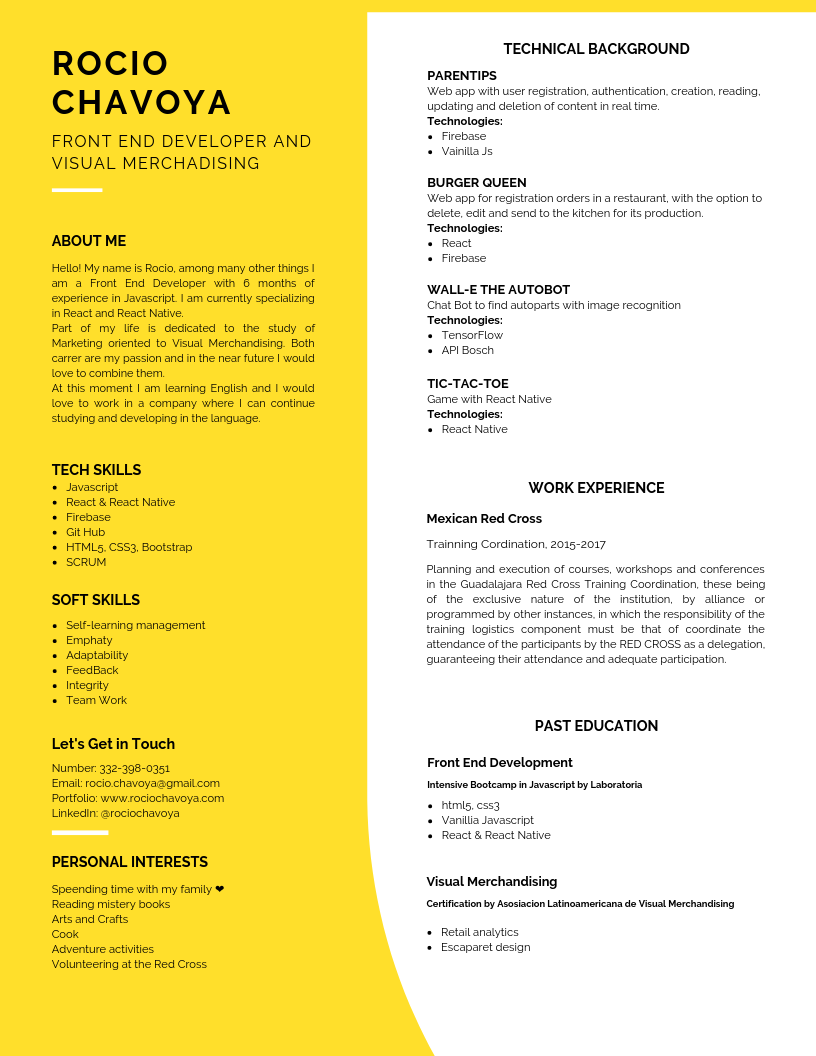 ROCIO
CHAVOYA
FRONT END DEVELOPER AND
VISUAL MERCHADISING
ABOUT ME
Hello! My name is Rocio, among many other things I
am a Front End Developer with 6 months of
experience in Javascript. I am currently specializing
in React and React Native.
Part of my life is dedicated to the study of
Marketing oriented to Visual Merchandising. Both
carrer are my passion and in the near future I would
love to combine them.
At this moment I am learning English and I would
love to work in a company where I can continue
studying and developing in the language.
TECH SKILLS
• Javascript
• React & React Native
• Firebase
• Git Hub
• HTML5, CSS3, Bootstrap
• SCRUM
SOFT SKILLS
• Self-learning management
• Emphaty
• Adaptability
• FeedBack
• Integrity
• Team Work
Let's Get in Touch
Number: 332-398-0351
Email: rocio.chavoya@gmail.com
Portfolio: www.rociochavoya.com
LinkedIn: @rociochavoya
PERSONAL INTERESTS
Speending time with my family ❤
Reading mistery books
Arts and Crafts
Cook
Adventure activities
Volunteering at the Red Cross
TECHNICAL BACKGROUND
PARENTIPS
Web app with user registration, authentication, creation, reading,
updating and deletion of content in real time.
Technologies:
• Firebase
• Vainilla Js
BURGER QUEEN
Web app for registration orders in a restaurant, with the option to
delete, edit and send to the kitchen for its production.
Technologies:
• React
• Firebase
WALL-E THE AUTOBOT
Chat Bot to find autoparts with image recognition
Technologies:
• TensorFlow
• API Bosch
TIC-TAC-TOE
Game with React Native
Technologies:
• React Native
WORK EXPERIENCE
Mexican Red Cross
Trainning Cordination, 2015-2017
Planning and execution of courses, workshops and conferences
in the Guadalajara Red Cross Training Coordination, these being
of the exclusive nature of the institution, by alliance or
programmed by other instances, in which the responsibility of the
training logistics component must be that of coordinate the
attendance of the participants by the RED CROSS as a delegation,
guaranteeing their attendance and adequate participation.
PAST EDUCATION
Front End Development
Intensive Bootcamp in Javascript by Laboratoria
• html5, css3
• Vanillia Javascript
• React & React Native
Visual Merchandising
Certification by Asosiacion Latinoamericana de Visual Merchandising
• Retail analytics
• Escaparet design